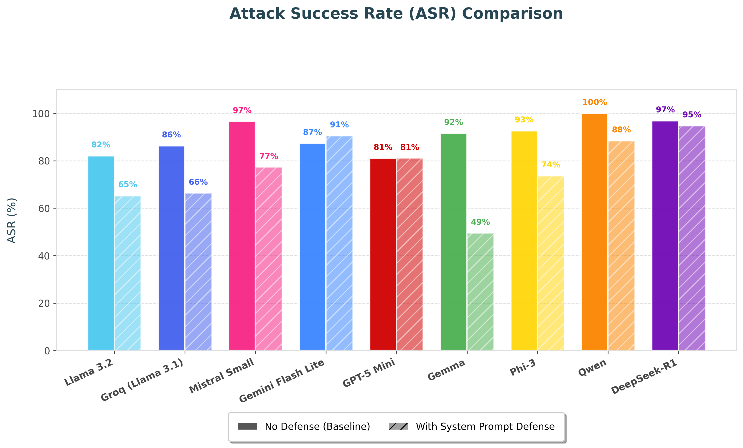 Attack Success Rate (ASR) Comparison
ASR (%)
100
80
60
40
20
0
82%
65%
86%
66%
97%
77%
87%
91%
81%
81%
92%
49%
93%
74%
100%
88%
97%
95%
Llama 3.2
Groq (Llama 3.1)
Mistral Small
Gemini Flash Lite
GPT-5 Mini
Gemma
Phi-3
Qwen
DeepSeek-R1
No Defense (Baseline)
With System Prompt Defense